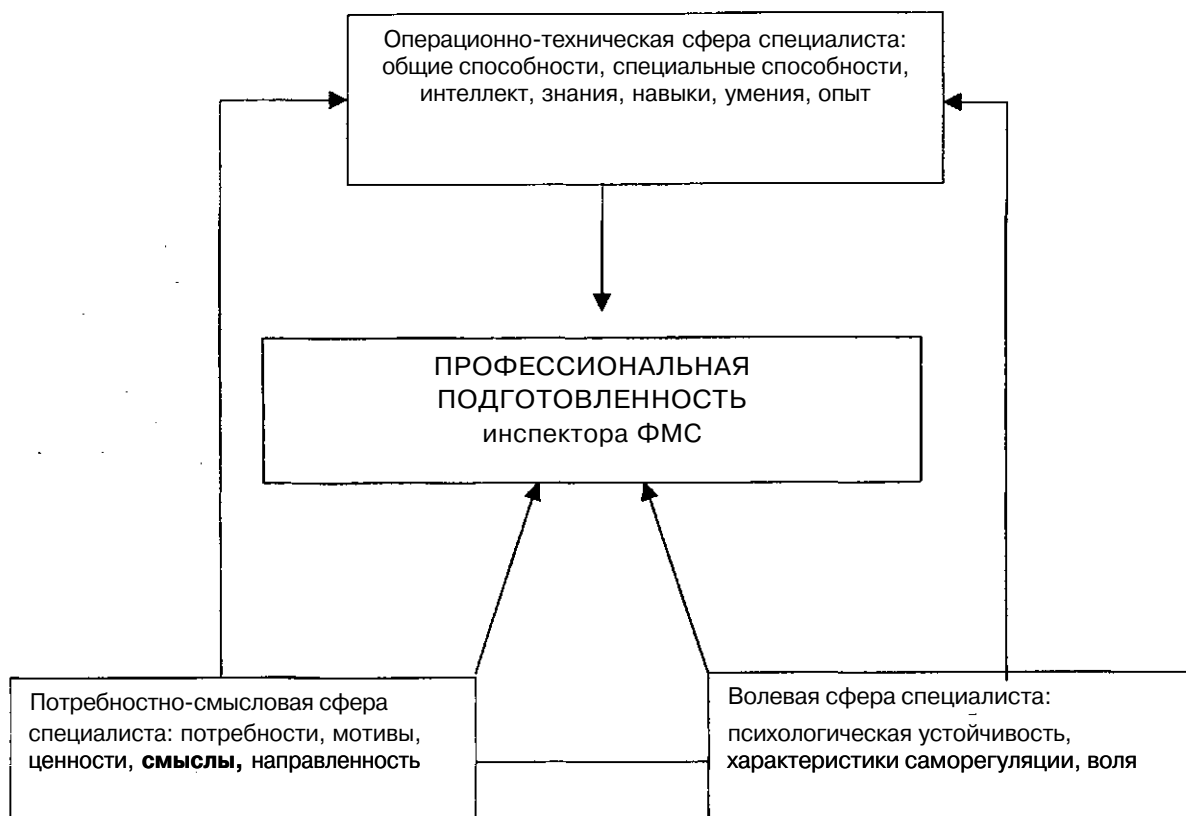 Операционно-техническая сфера специалиста:
общие способности, специальные способности,
интеллект, знания, навыки, умения, опыт
ПРОФЕССИОНАЛЬНАЯ
ПОДГОТОВЛЕННОСТЬ
инспектора ФМС
Потребностно-смысловая сфера
специалиста: потребности, мотивы,
ценности, смыслы, направленность
Волевая сфера специалиста:
психологическая устойчивость,
характеристики саморегуляции, воля